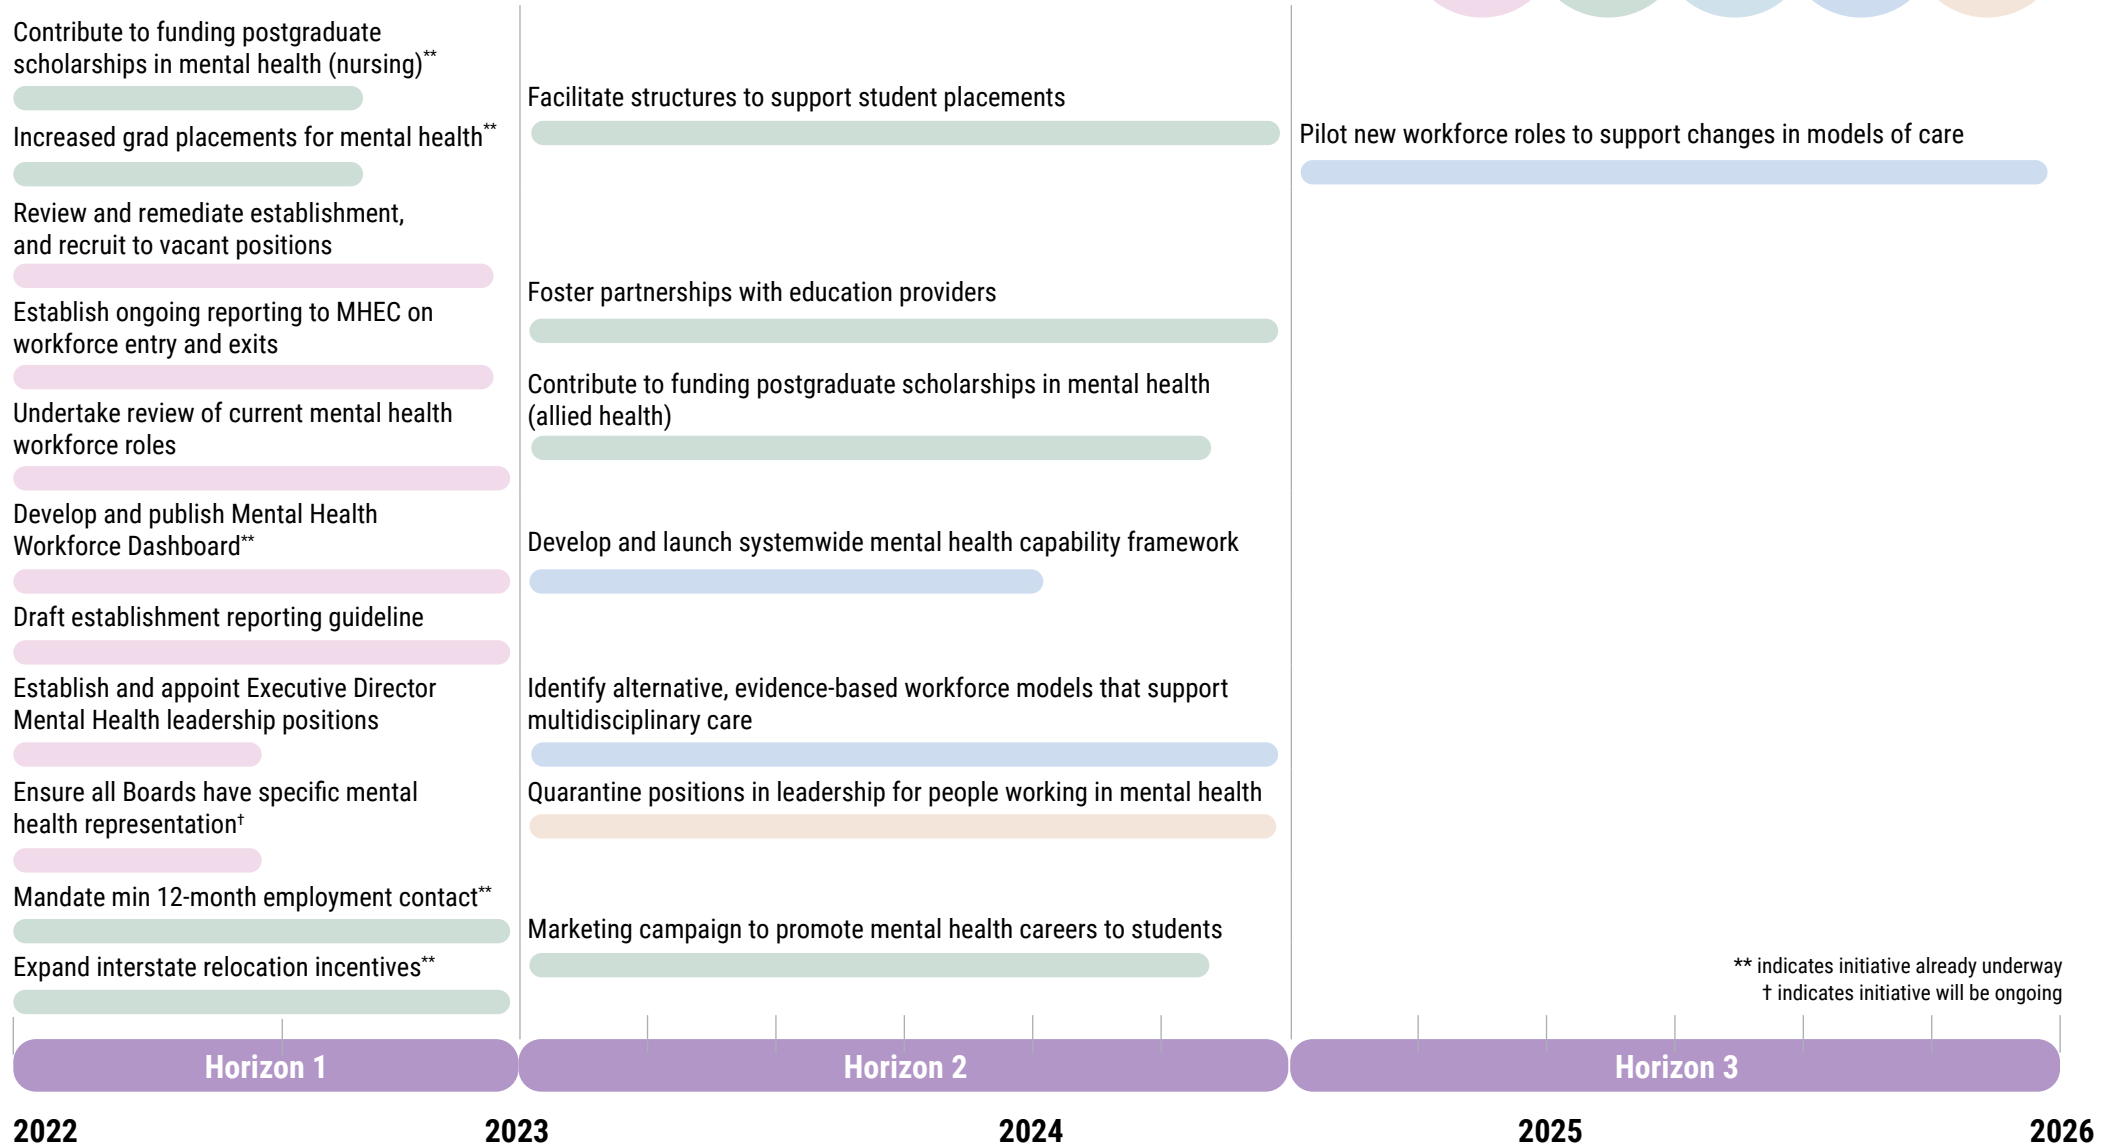 Contribute to funding postgraduate
scholarships in mental health (nursing)**
Increased grad placements for mental health**
Review and remediate establishment,
and recruit to vacant positions
Establish ongoing reporting to MHEC on
workforce entry and exits
Undertake review of current mental health
workforce roles
Develop and publish Mental Health
Workforce Dashboard**
Draft establishment reporting guideline
Establish and appoint Executive Director
Mental Health leadership positions
Ensure all Boards have specific mental
health representation†
Mandate min 12-month employment contact**
Expand interstate relocation incentives**
Facilitate structures to support student placements
Foster partnerships with education providers
Contribute to funding postgraduate scholarships in mental health
(allied health)
Develop and launch systemwide mental health capability framework
Identify alternative, evidence-based workforce models that support
multidisciplinary care
Quarantine positions in leadership for people working in mental health
Marketing campaign to promote mental health careers to students
Pilot new workforce roles to support changes in models of care
** indicates initiative already underway
† indicates initiative will be ongoing
Horizon 1
Horizon 2
Horizon 3
2022
2023
2024
2025
2026